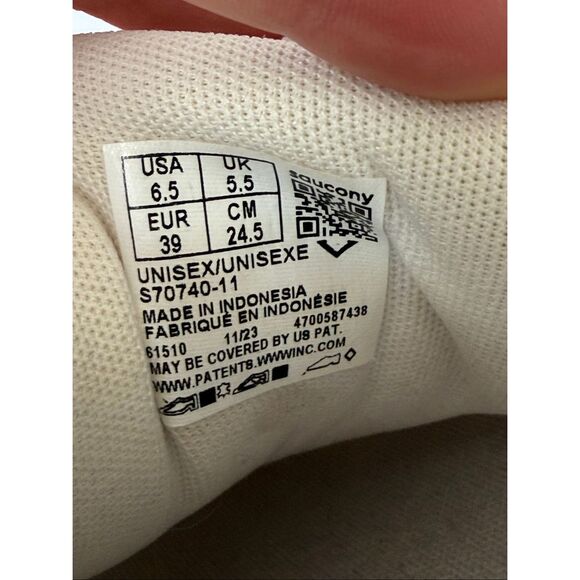 USA UK
6.5 5.5
saucony
EUR CM
39 24.5
UNISEX/UNISEXE
S70740-11
MADE IN INDONESIA
FABRIQUÉ EN INDONÉSIE
61510 11/23 4700587438
MAY BE COVERED BY US PAT.
WWW.PATENTS.WWWINC.COM